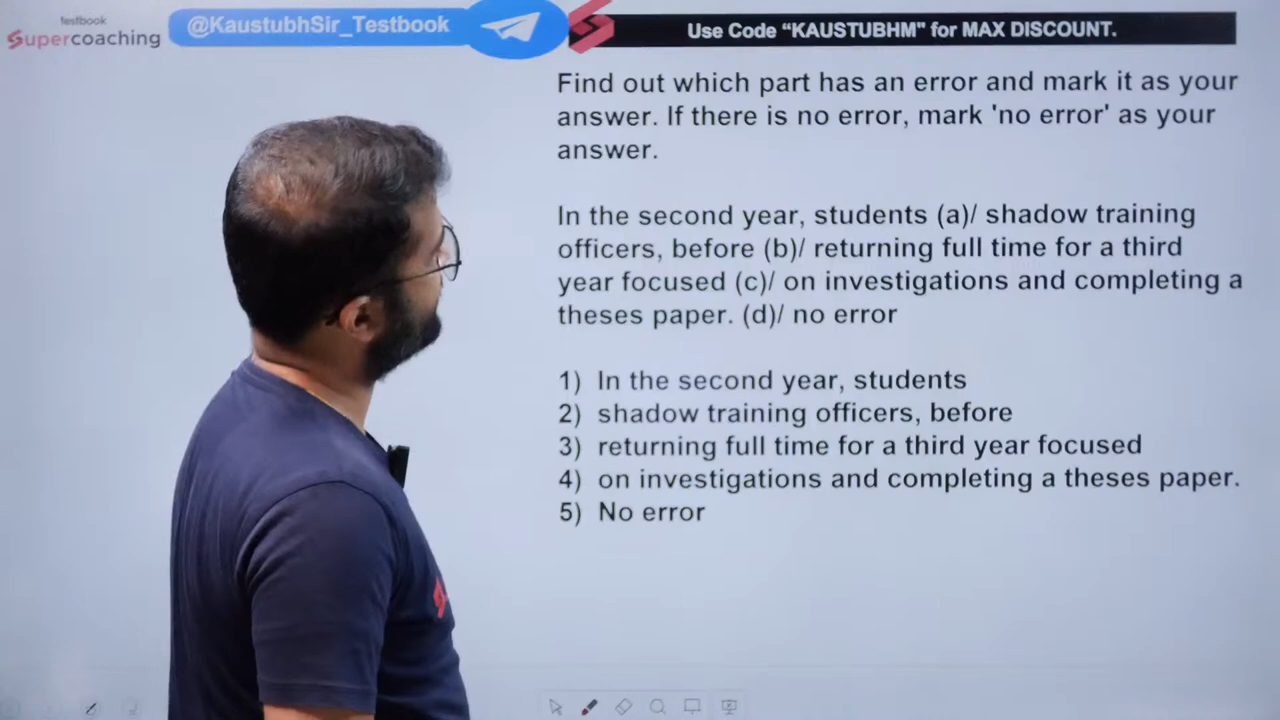 testbook
Supercoaching
@KaustubhSir_Testbook
Use Code “KAUSTUBHM" for MAX DISCOUNT.
Find out which part has an error and mark it as your
answer. If there is no error, mark 'no error' as your
answer.
In the second year, students (a)/ shadow training
officers, before (b)/ returning full time for a third
year focused (c)/ on investigations and completing a
theses paper. (d)/ no error
1) In the second year, students
2) shadow training officers, before
3) returning full time for a third year focused
4) on investigations and completing a theses paper.
5) No error